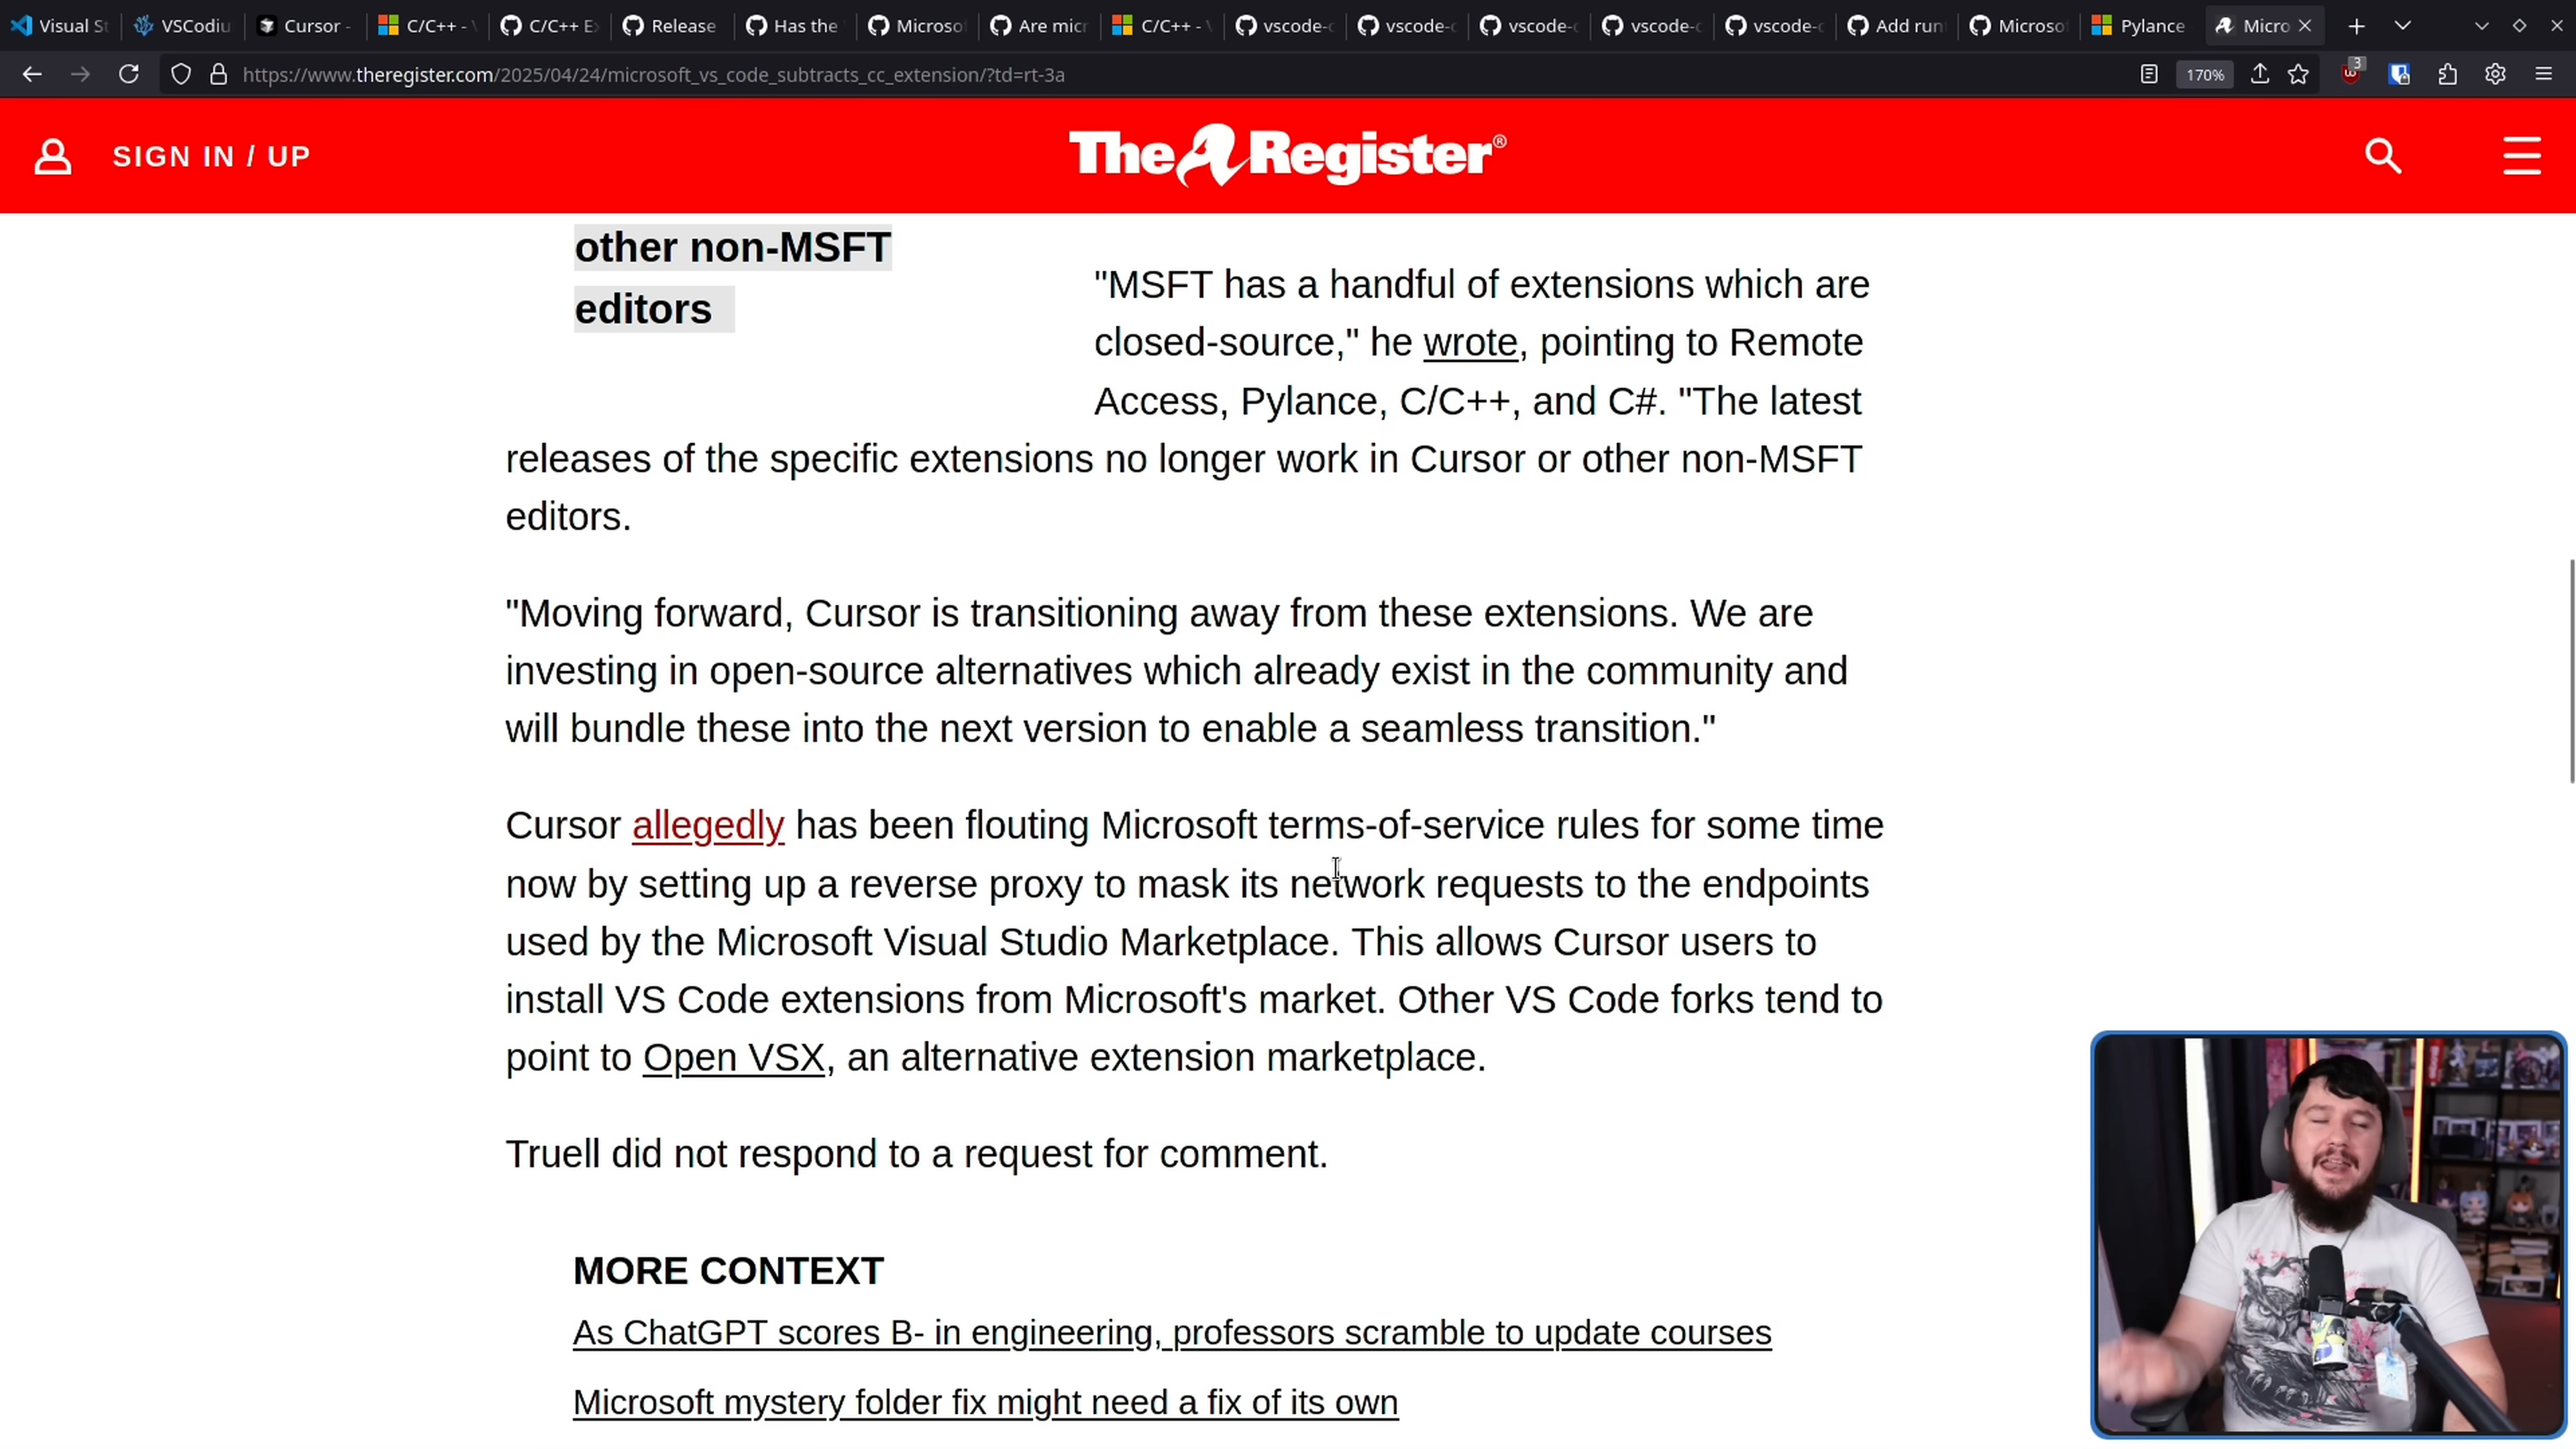 Visual St
VSCodiu
Cursor -
C/C++ - V
C/C++ Ex
Release
Has the
Microsof
Are micr
C/C++ - V
vscode-c
vscode-c
vscode-c
vscode-c
vscode-c
Add run
Microsof
Pylance
Micro
https://www.theregister.com/2025/04/24/microsoft_vs_code_subtracts_cc_extension/?td=rt-3a
170%
3
SIGN IN / UP
The Register®
other non-MSFT
editors
"MSFT has a handful of extensions which are
closed-source," he wrote, pointing to Remote
Access, Pylance, C/C++, and C#. "The latest
releases of the specific extensions no longer work in Cursor or other non-MSFT
editors.
"Moving forward, Cursor is transitioning away from these extensions. We are
investing in open-source alternatives which already exist in the community and
will bundle these into the next version to enable a seamless transition."
Cursor allegedly has been flouting Microsoft terms-of-service rules for some time
now by setting up a reverse proxy to mask its network requests to the endpoints
used by the Microsoft Visual Studio Marketplace. This allows Cursor users to
install VS Code extensions from Microsoft's market. Other VS Code forks tend to
point to Open VSX, an alternative extension marketplace.
Truell did not respond to a request for comment.
MORE CONTEXT
As ChatGPT scores B- in engineering, professors scramble to update courses
Microsoft mystery folder fix might need a fix of its own